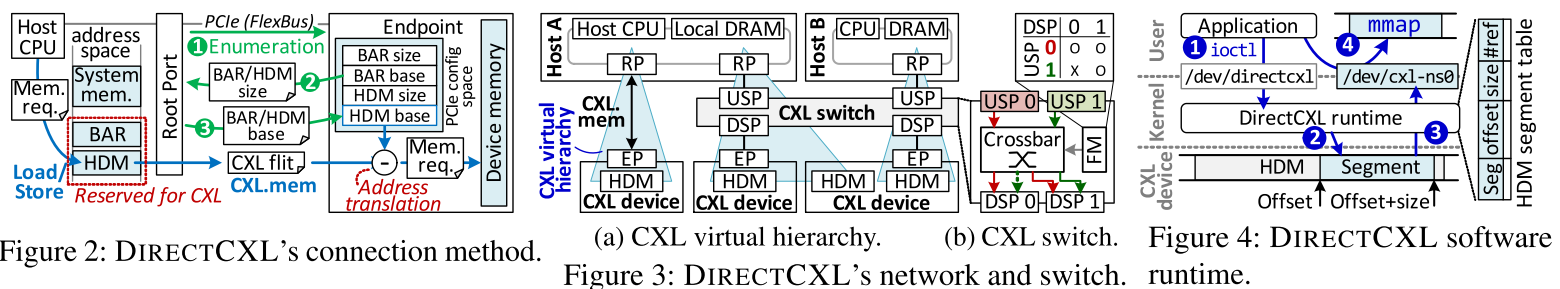 Host
CPU
Mem.
req.
Load/
Store
address
space
System
mem.
BAR
HDM
Reserved for CXL
Root Port
PCIe (FlexBus)
1 Enumeration
BAR/HDM
size
2
3
BAR/HDM
base
CXL flit
CXL.mem
Endpoint
BAR size
BAR base
HDM size
HDM base
PCIe config
space
-
Mem.
req.
Address
translation
Device memory
Figure 2: DIRECTCXL's connection method.
Host A
Host CPU
Local DRAM
RP
RP
Host B
CPU
DRAM
RP
CXL.
mem
CXL virtual
hierarchy
USP
USP
CXL switch
DSP
DSP
EP
EP
EP
HDM
HDM
HDM
HDM
CXL device
CXL device
CXL device
(a) CXL virtual hierarchy.
DSP 0 1
USP
0 O O
1 X O
USP 0
USP 1
Crossbar
FM
DSP 0
DSP 1
(b) CXL switch.
Figure 3: DIRECTCXL's network and switch.
User
Kernel
CXL
device
Application
1 ioctl
4
mmap
/dev/directcxl
/dev/cxl-ns0
DirectCXL runtime
2
3
HDM
Segment
Offset
Offset+size
Seg
offset
size
#ref
HDM segment table
Figure 4: DIRECTCXL software
runtime.